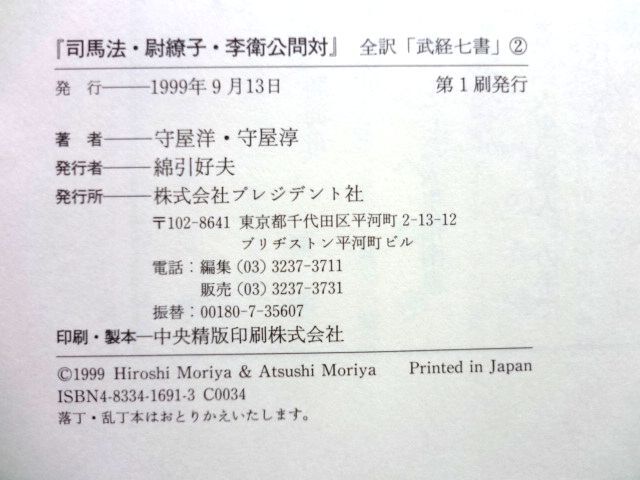 『司馬法・尉繚子・李衛公問対』 全訳「武経七書」②
発 行――1999年9月13日 第1刷発行
著 者――守屋洋・守屋淳
発行者――綿引好夫
発行所――株式会社プレジデント社
〒102-8641 東京都千代田区平河町2-13-12
ブリヂストン平河町ビル
電話：編集(03)3237-3711
販売(03)3237-3731
振替：00180-7-35607
印刷・製本―中央精版印刷株式会社
©1999 Hiroshi Moriya & Atsushi Moriya Printed in Japan
ISBN4-8334-1691-3 C0034
落丁・乱丁本はおとりかえいたします。